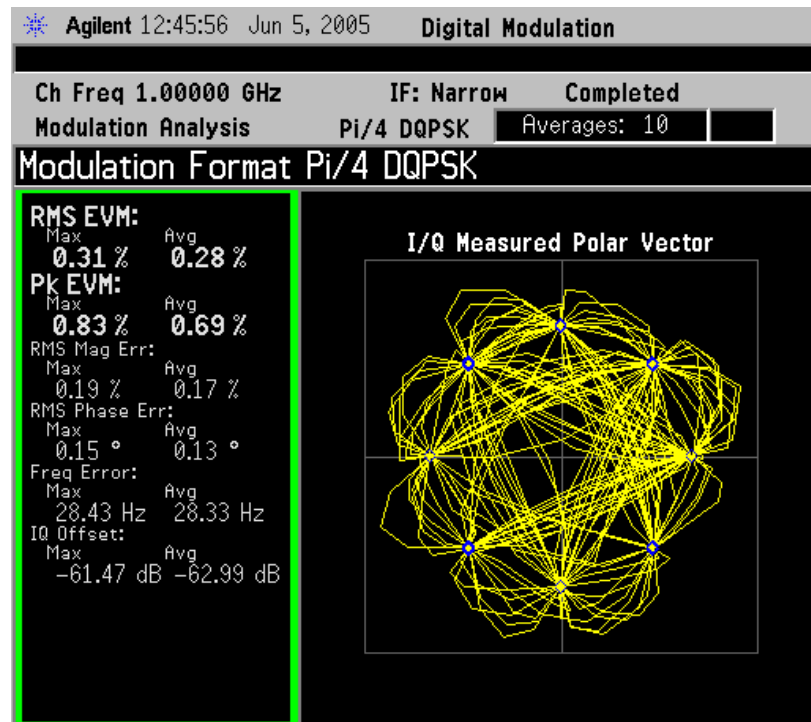 Agilent 12:45:56 Jun 5, 2005 Digital Modulation
Ch Freq 1.00000 GHz IF: Narrow Completed
Modulation Analysis Pi/4 DQPSK Averages: 10
Modulation Format Pi/4 DQPSK
RMS EVM:
Max Avg
0.31 % 0.28 %
Pk EVM:
Max Avg
0.83 % 0.69 %
RMS Mag Err:
Max Avg
0.19 % 0.17 %
RMS Phase Err:
Max Avg
0.15 ° 0.13 °
Freq Error:
Max Avg
28.43 Hz 28.33 Hz
IQ Offset:
Max Avg
-61.47 dB -62.99 dB
I/Q Measured Polar Vector